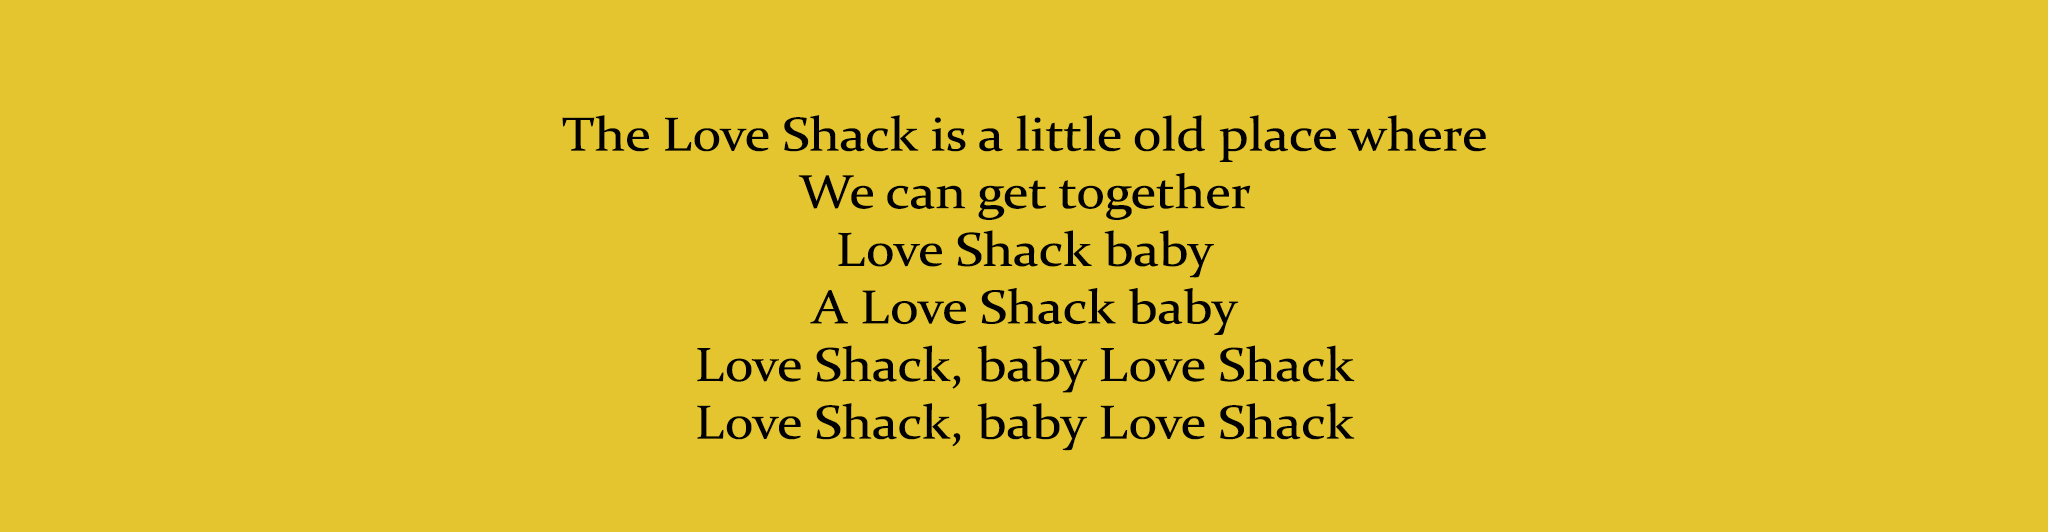 The Love Shack is a little old place where
We can get together
Love Shack baby
A Love Shack baby
Love Shack, baby Love Shack
Love Shack, baby Love Shack